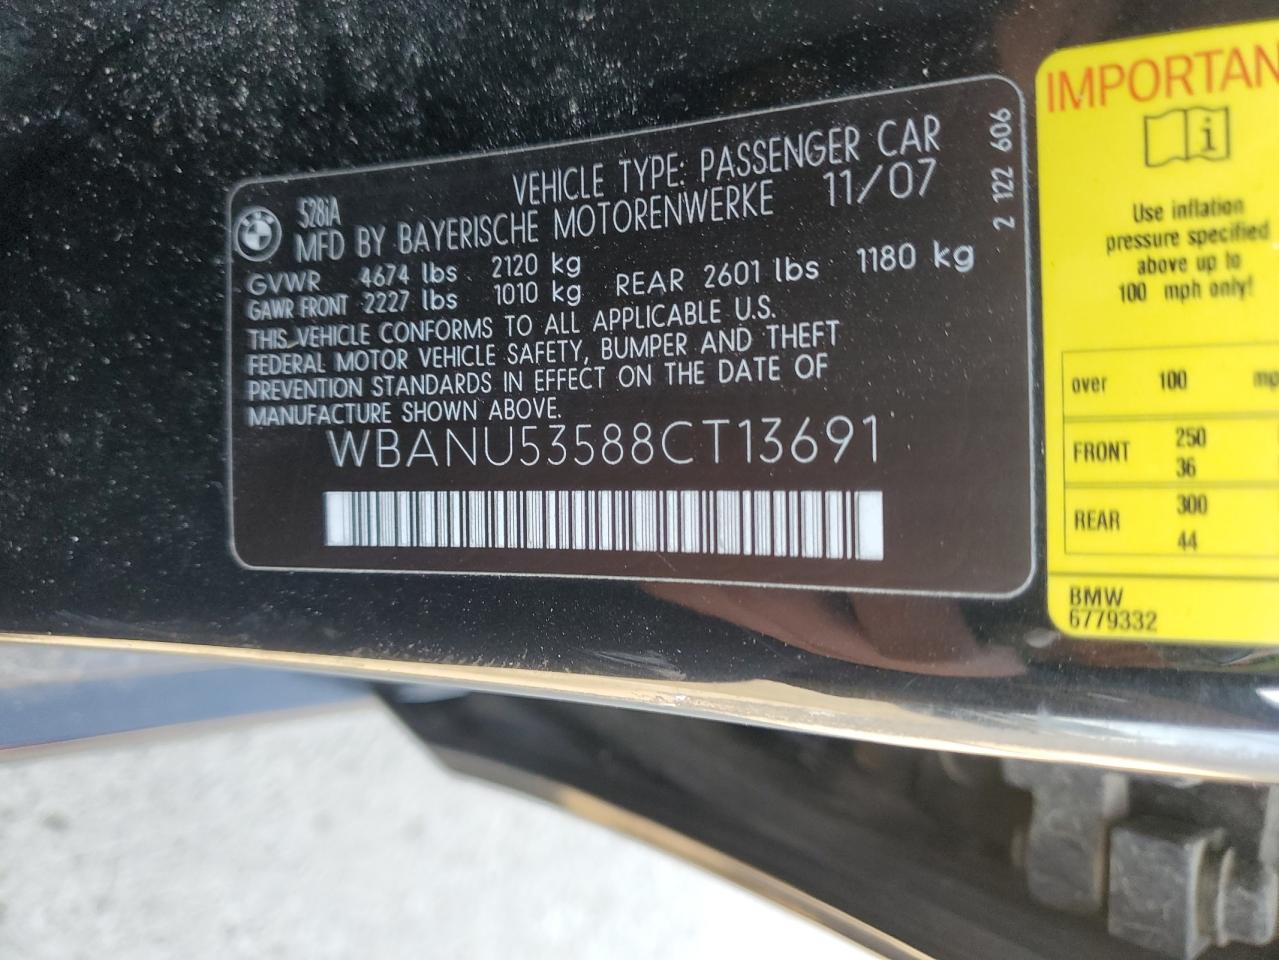 528iA
VEHICLE TYPE: PASSENGER CAR
MFD BY BAYERISCHE MOTORENWERKE 11/07
GVWR 4674 lbs 2120 kg
GAWR FRONT 2227 lbs 1010 kg REAR 2601 lbs 1180 kg
THIS VEHICLE CONFORMS TO ALL APPLICABLE U.S.
FEDERAL MOTOR VEHICLE SAFETY, BUMPER AND THEFT
PREVENTION STANDARDS IN EFFECT ON THE DATE OF
MANUFACTURE SHOWN ABOVE.
WBANU53588CT13691
2 122 606
IMPORTAN
Use inflation
pressure specified
above up to
100 mph only!
over 100 mp
FRONT 250
36
REAR 300
44
BMW
6779332